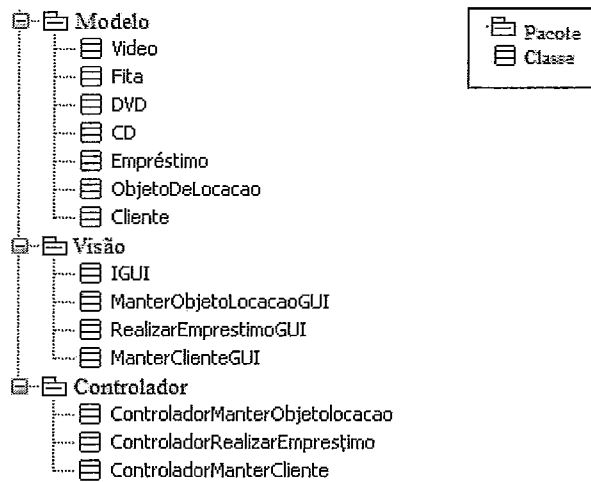 Modelo
Video
Fita
DVD
CD
Empréstimo
ObjetoDeLocacao
Cliente
Visão
IGUI
ManterObjetoLocacaoGUI
RealizarEmprestimoGUI
ManterClienteGUI
Controlador
ControladorManterObjetolocacao
ControladorRealizarEmprestimo
ControladorManterCliente
Pacote
Classe